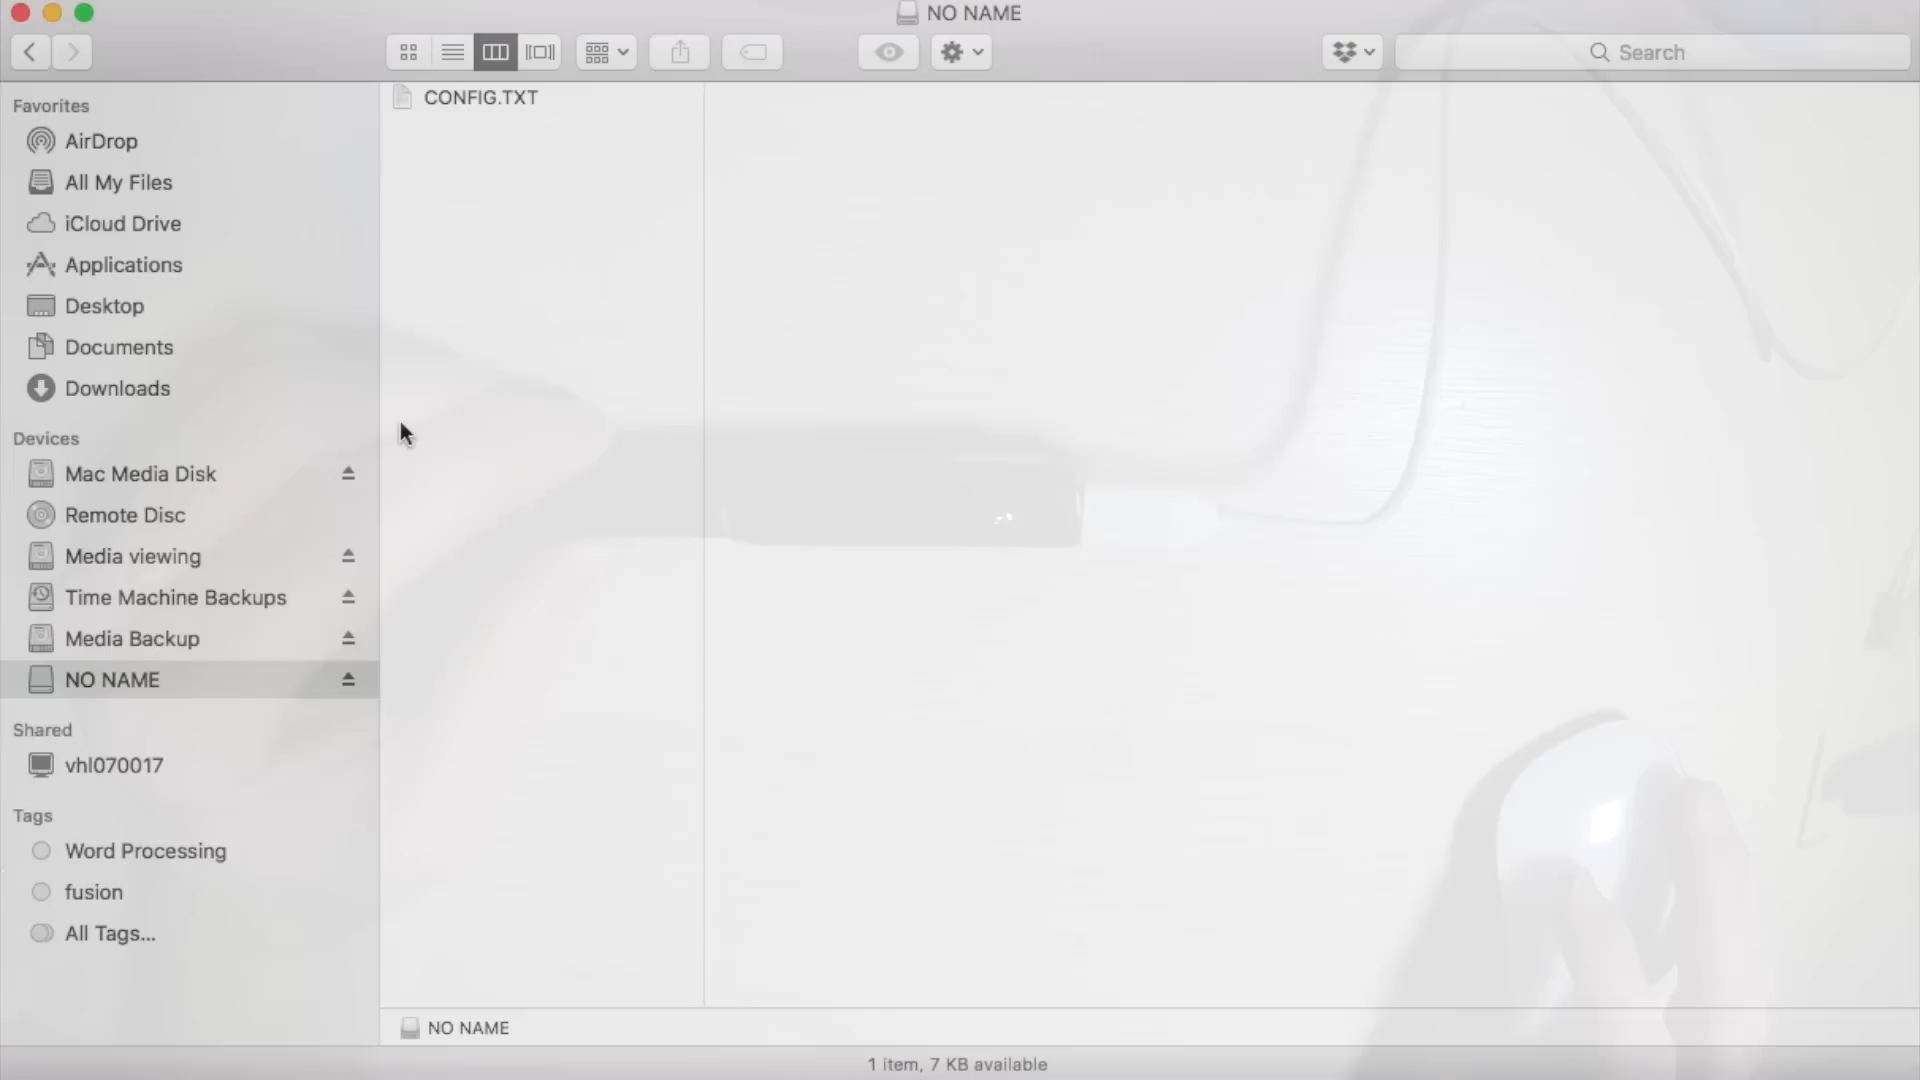 NO NAME
Search
Favorites
AirDrop
All My Files
iCloud Drive
Applications
Desktop
Documents
Downloads
Devices
Mac Media Disk
Remote Disc
Media viewing
Time Machine Backups
Media Backup
NO NAME
Shared
vhl070017
Tags
Word Processing
fusion
All Tags...
CONFIG.TXT
NO NAME
1 item, 7 KB available